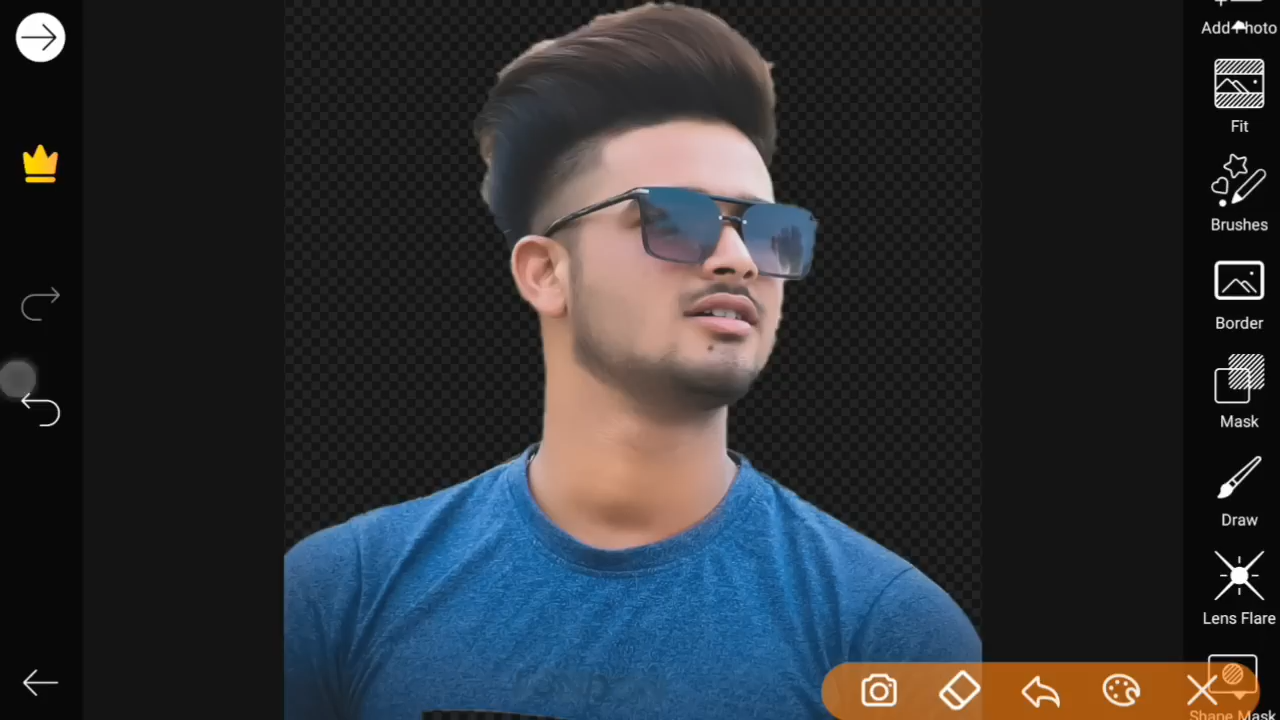 Add Photo
Fit
Brushes
Border
Mask
Draw
Lens Flare
Shape Mask